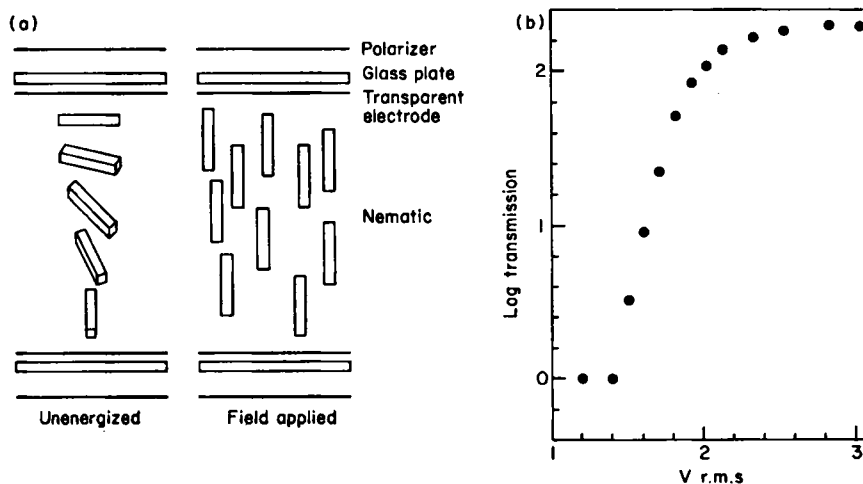 (a)
Polarizer
Glass plate
Transparent
electrode
Nematic
Unenergized
Field applied
(b)
Log transmission
2
1
0
1
2
3
V r.m.s